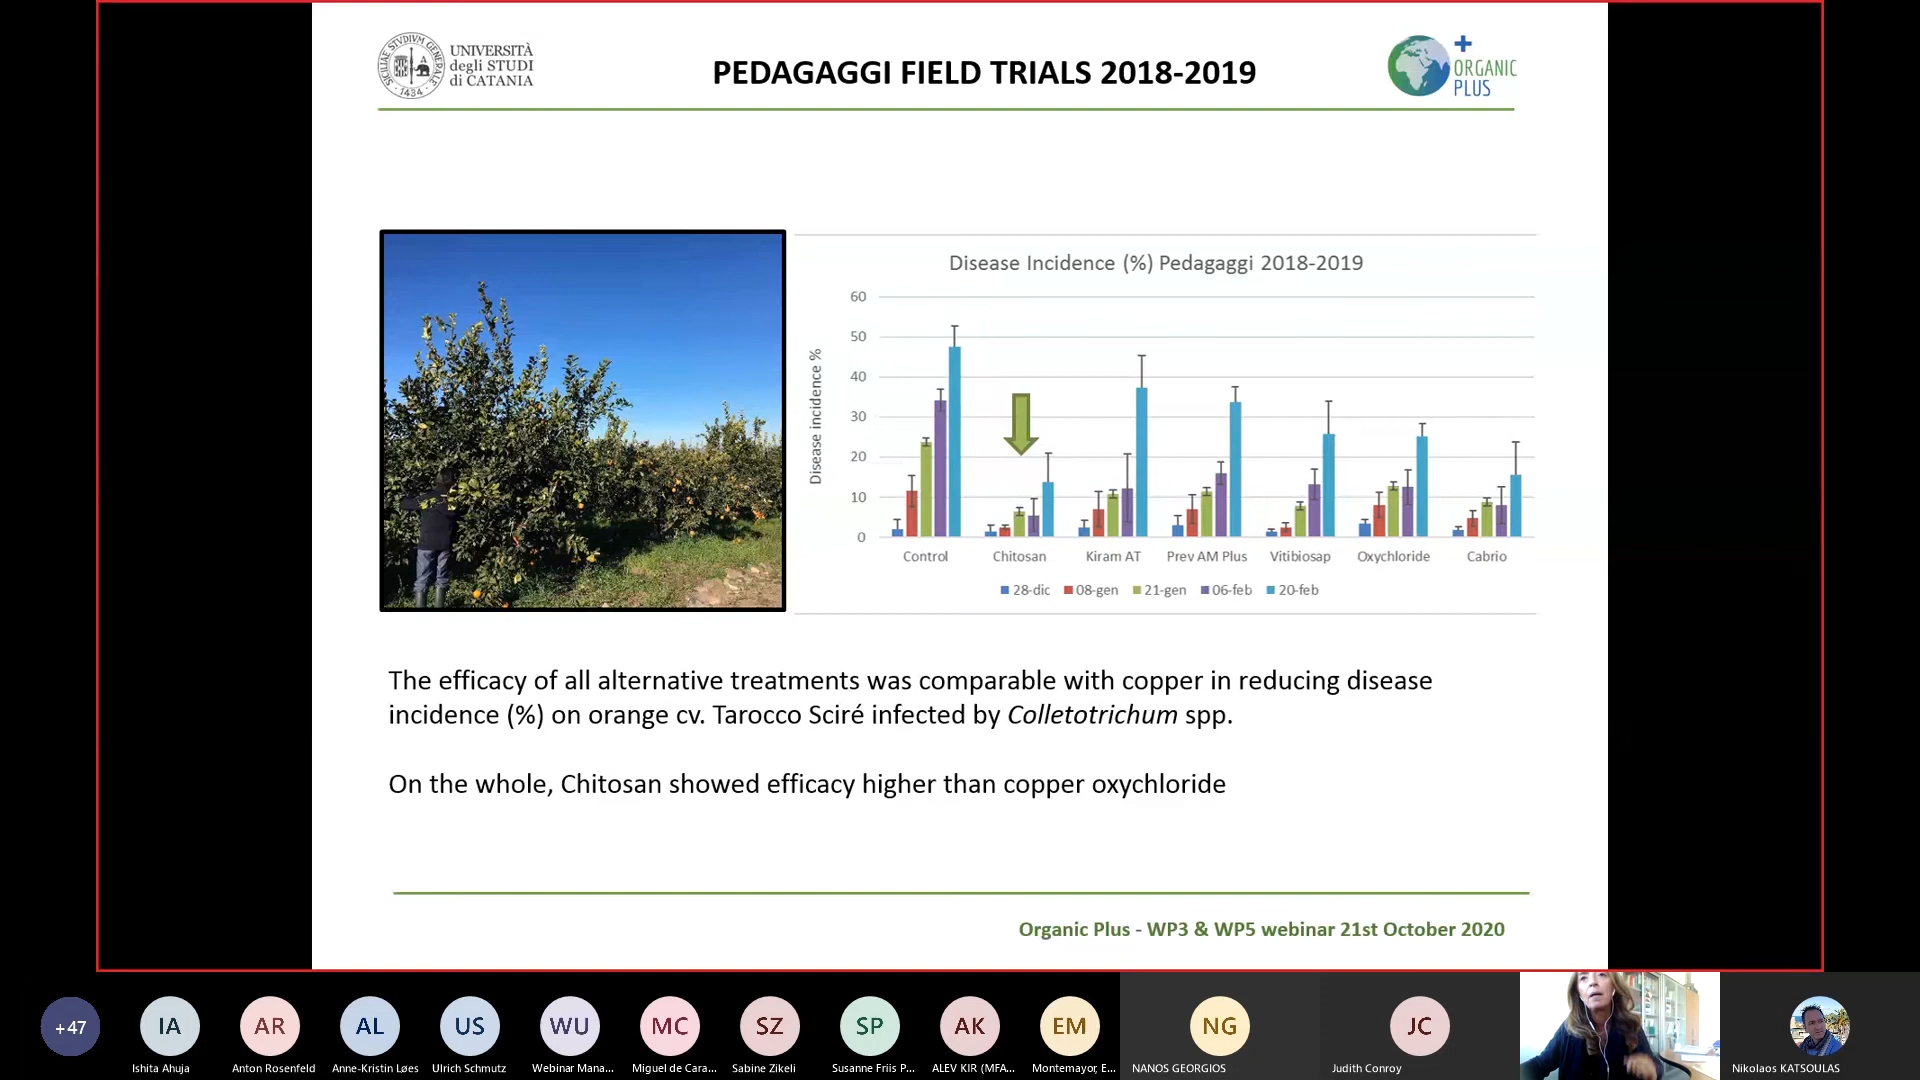 UNIVERSITÀ
degli STUDI
di CATANIA
SICILIAE STUDIUM GENERALE
1434
PEDAGAGGI FIELD TRIALS 2018-2019
ORGANIC
PLUS
Disease Incidence (%) Pedagaggi 2018-2019
Disease incidence %
60
50
40
30
20
10
0
Control Chitosan Kiram AT Prev AM Plus Vitibiosap Oxychloride Cabrio
28-dic 08-gen 21-gen 06-feb 20-feb
The efficacy of all alternative treatments was comparable with copper in reducing disease
incidence (%) on orange cv. Tarocco Sciré infected by Colletotrichum spp.
On the whole, Chitosan showed efficacy higher than copper oxychloride
Organic Plus - WP3 & WP5 webinar 21st October 2020
+47 IA AR AL US WU MC SZ SP AK EM NG JC
Ishita Ahuja Anton Rosenfeld Anne-Kristin Løes Ulrich Schmutz Webinar Mana... Miguel de Cara... Sabine Zikeli Susanne Friis P... ALEV KIR (MFA... Montemayor, E... NANOS GEORGIOS Judith Conroy Nikolaos KATSOULAS